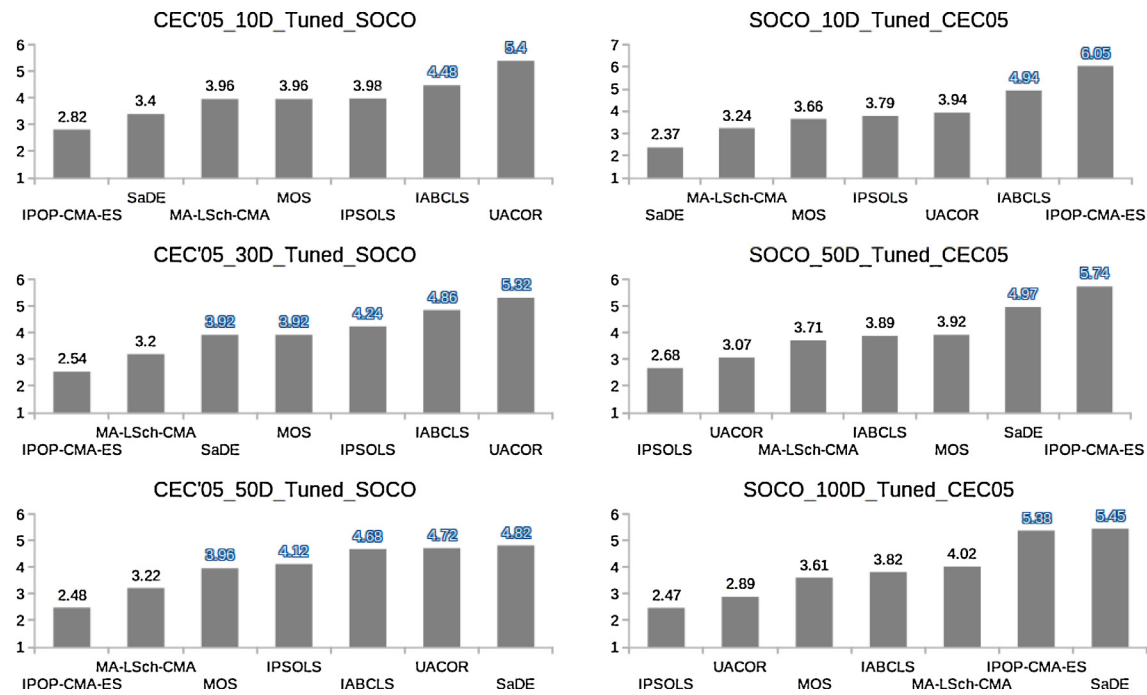 CEC'05_10D_Tuned_SOCO
6
5
4
3
2
1
2.82
3.4
3.96
3.96
3.98
4.48
5.4
SaDE
MOS
IABCLS
IPOP-CMA-ES
MA-LSch-CMA
IPSOLS
UACOR
SOCO_10D_Tuned_CEC05
7
6
5
4
3
2
1
2.37
3.24
3.66
3.79
3.94
4.94
6.05
MA-LSch-CMA
IPSOLS
IABCLS
SaDE
MOS
UACOR
IPOP-CMA-ES
CEC'05_30D_Tuned_SOCO
6
5
4
3
2
1
2.54
3.2
3.92
3.92
4.24
4.86
5.32
MA-LSch-CMA
MOS
IABCLS
IPOP-CMA-ES
SaDE
IPSOLS
UACOR
SOCO_50D_Tuned_CEC05
6
5
4
3
2
1
2.68
3.07
3.71
3.89
3.92
4.97
5.74
UACOR
IABCLS
SaDE
IPSOLS
MA-LSch-CMA
MOS
IPOP-CMA-ES
CEC'05_50D_Tuned_SOCO
6
5
4
3
2
1
2.48
3.22
3.96
4.12
4.68
4.72
4.82
MA-LSch-CMA
IPSOLS
UACOR
IPOP-CMA-ES
MOS
IABCLS
SaDE
SOCO_100D_Tuned_CEC05
6
5
4
3
2
1
2.47
2.89
3.61
3.82
4.02
5.38
5.45
UACOR
IABCLS
IPOP-CMA-ES
IPSOLS
MOS
MA-LSch-CMA
SaDE